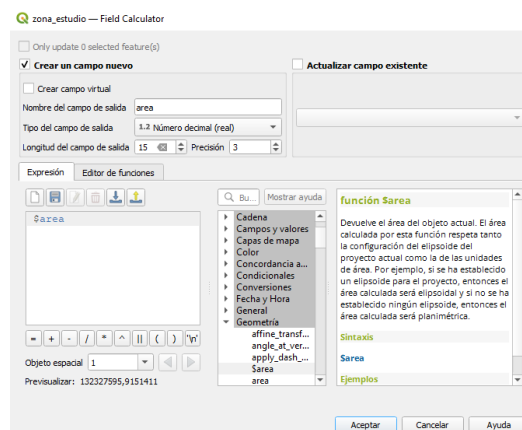 zona_estudio — Field Calculator
Only update 0 selected feature(s)
Crear un campo nuevo
Actualizar campo existente
Crear campo virtual
Nombre del campo de salida area
Tipo del campo de salida 1.2 Número decimal (real)
Longitud del campo de salida 15 Precisión 3
Expresión Editor de funciones
Bu... Mostrar ayuda
$area
= + - / * ^ || ( ) '\n'
Objeto espacial 1
Previsualizar: 132327595,9151411
Cadena
Campos y valores
Capas de mapa
Color
Concordancia a...
Condicionales
Conversiones
Fecha y Hora
General
Geometría
affine_transf...
angle_at_ver...
apply_dash_...
$area
area
función $area
Devuelve el área del objeto actual. El área
calculada por esta función respeta tanto
la configuración del elipsoide del
proyecto actual como la de las unidades
de área. Por ejemplo, si se ha establecido
un elipsoide para el proyecto, entonces el
área calculada será elipsoidal y si no se ha
establecido ningún elipsoide, entonces el
área calculada será planimétrica.
Sintaxis
$area
Ejemplos
Aceptar Cancelar Ayuda